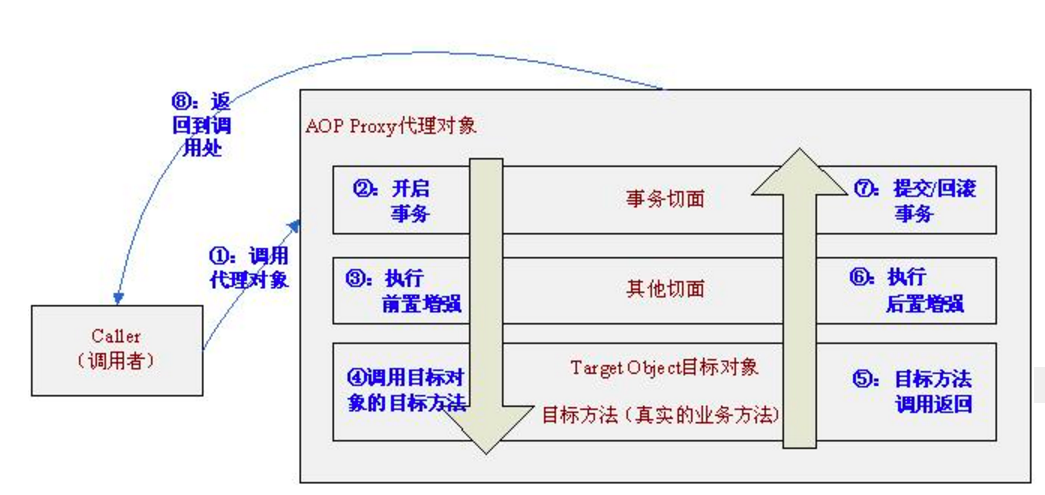 ⑧：返
回到调
用处
AOP Proxy代理对象
②：开启
事务
事务切面
⑦：提交/回滚
事务
①：调用
代理对象
③：执行
前置增强
其他切面
⑥：执行
后置增强
Caller
（调用者）
④调用目标对
象的目标方法
Target Object目标对象
目标方法（真实的业务方法）
⑤：目标方法
调用返回